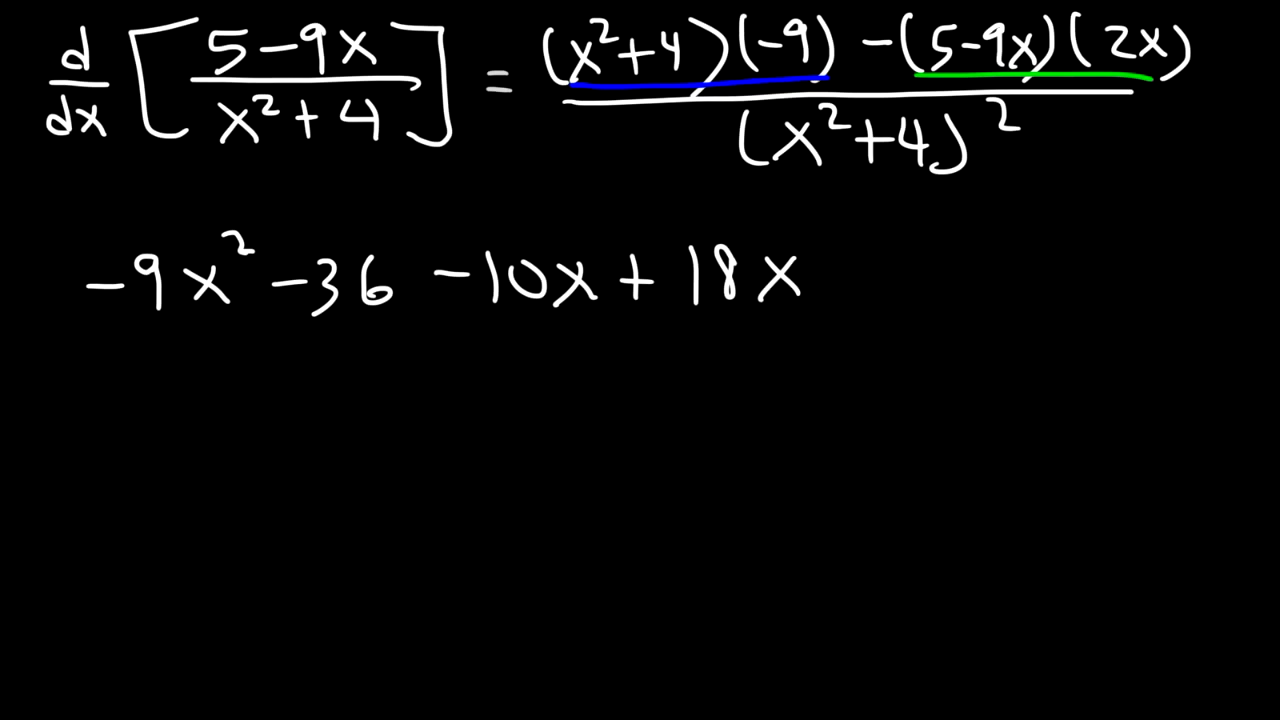 d/dx [ (5-9x)/(x²+4) ] = ((x²+4)(-9) - (5-9x)(2x))/(x²+4)²
-9x² -36 -10x + 18x